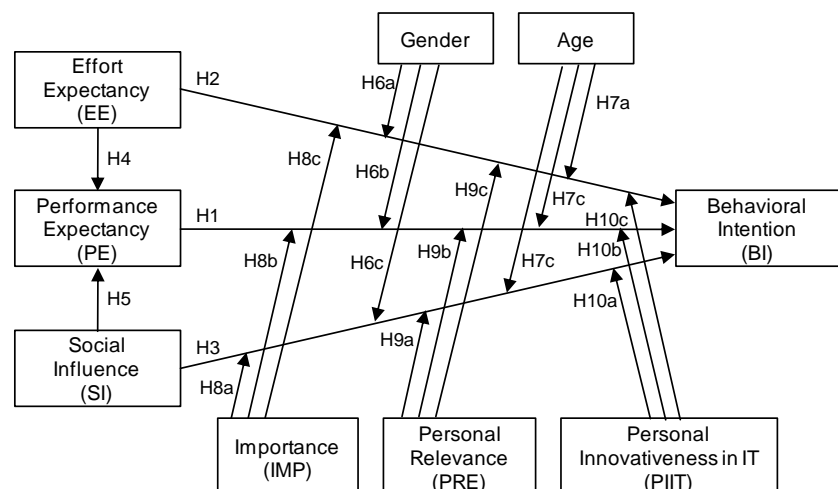 Gender
Age
Effort
Expectancy
(EE)
H2
H6a
H7a
H4
H8c
H6b
H9c
H7c
Performance
Expectancy
(PE)
H1
H10c
Behavioral
Intention
(BI)
H8b
H6c
H9b
H7c
H10b
H5
H10a
Social
Influence
(SI)
H3
H8a
H9a
Importance
(IMP)
Personal
Relevance
(PRE)
Personal
Innovativeness in IT
(PIIT)